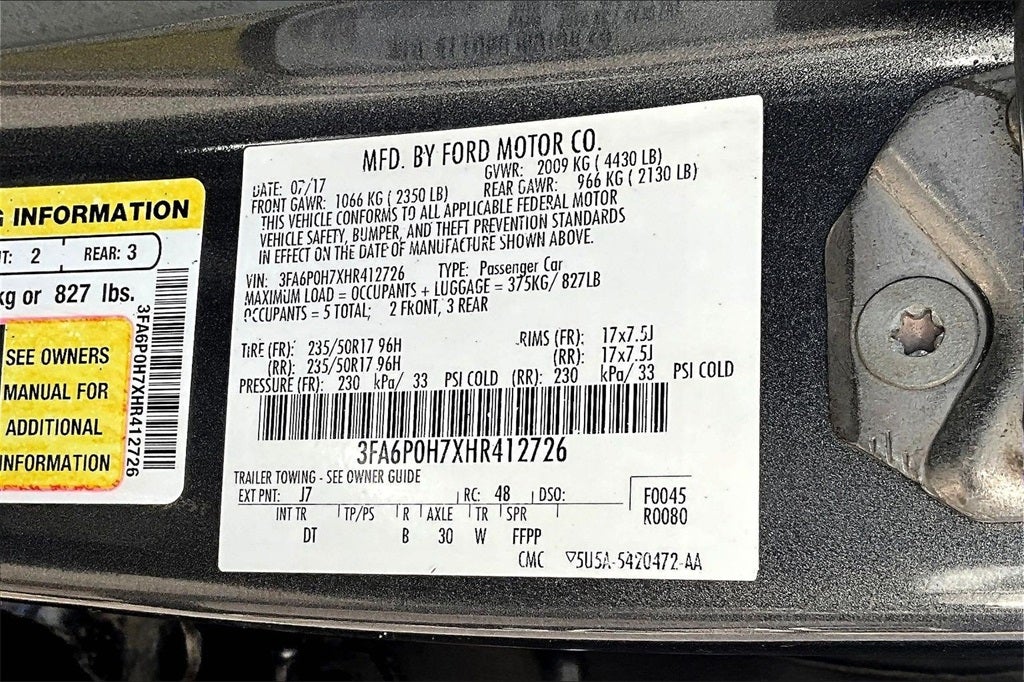 MFD. BY FORD MOTOR CO.
DATE: 07/17 GVWR: 2009 KG ( 4430 LB)
FRONT GAWR: 1066 KG ( 2350 LB) REAR GAWR: 966 KG ( 2130 LB)
THIS VEHICLE CONFORMS TO ALL APPLICABLE FEDERAL MOTOR
VEHICLE SAFETY, BUMPER, AND THEFT PREVENTION STANDARDS
IN EFFECT ON THE DATE OF MANUFACTURE SHOWN ABOVE.
VIN: 3FA6P0H7XHR412726 TYPE: Passenger Car
MAXIMUM LOAD = OCCUPANTS + LUGGAGE = 375KG/ 827LB
OCCUPANTS = 5 TOTAL; 2 FRONT, 3 REAR
TIRE (FR): 235/50R17 96H RIMS (FR): 17x7.5J
(RR): 235/50R17 96H (RR): 17x7.5J
PRESSURE (FR): 230 kPa/ 33 PSI COLD (RR): 230 kPa/ 33 PSI COLD
3FA6P0H7XHR412726
TRAILER TOWING - SEE OWNER GUIDE
EXT PNT: J7 RC: 48 DSO: F0045
INT TR TP/PS R AXLE TR SPR R0080
DT B 30 W FFPP
CMC 5U5A-5420472-AA
INFORMATION
2 REAR: 3
kg or 827 lbs.
SEE OWNERS
MANUAL FOR
ADDITIONAL
INFORMATION
3FA6P0H7XHR412726